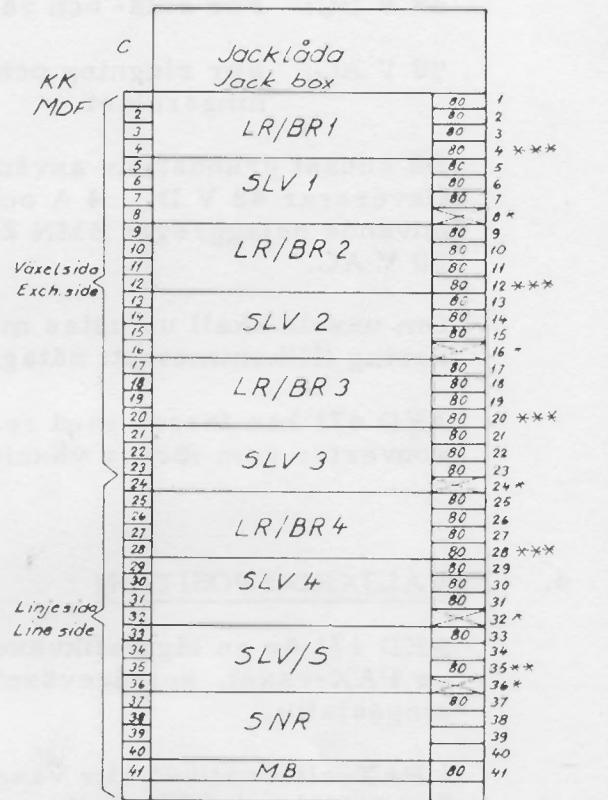 C
Jacklåda
Jack box
KK
MDF
80 1
2 80 2
3 LR/BR1 80 3
4 80 4 ***
5 80 5
6 SLV 1 80 6
7 80 7
8 8*
9 80 9
10 LR/BR 2 80 10
11 80 11
Växelsida
Exch. side
12 80 12 ***
13 80 13
14 SLV 2 80 14
15 80 15
16 16
17 80 17
18 LR/BR 3 80 18
19 80 19
20 80 20 ***
21 80 21
22 SLV 3 80 22
23 80 23
24 24*
25 80 25
26 80 26
27 LR/BR4 80 27
28 80 28 ***
29 80 29
30 SLV 4 80 30
31 80 31
Linjesida
Line side
32 32*
33 80 33
34 SLV/S 34
35 80 35**
36 36*
37 80 37
38 SNR 38
39 39
40 40
41 MB 80 41